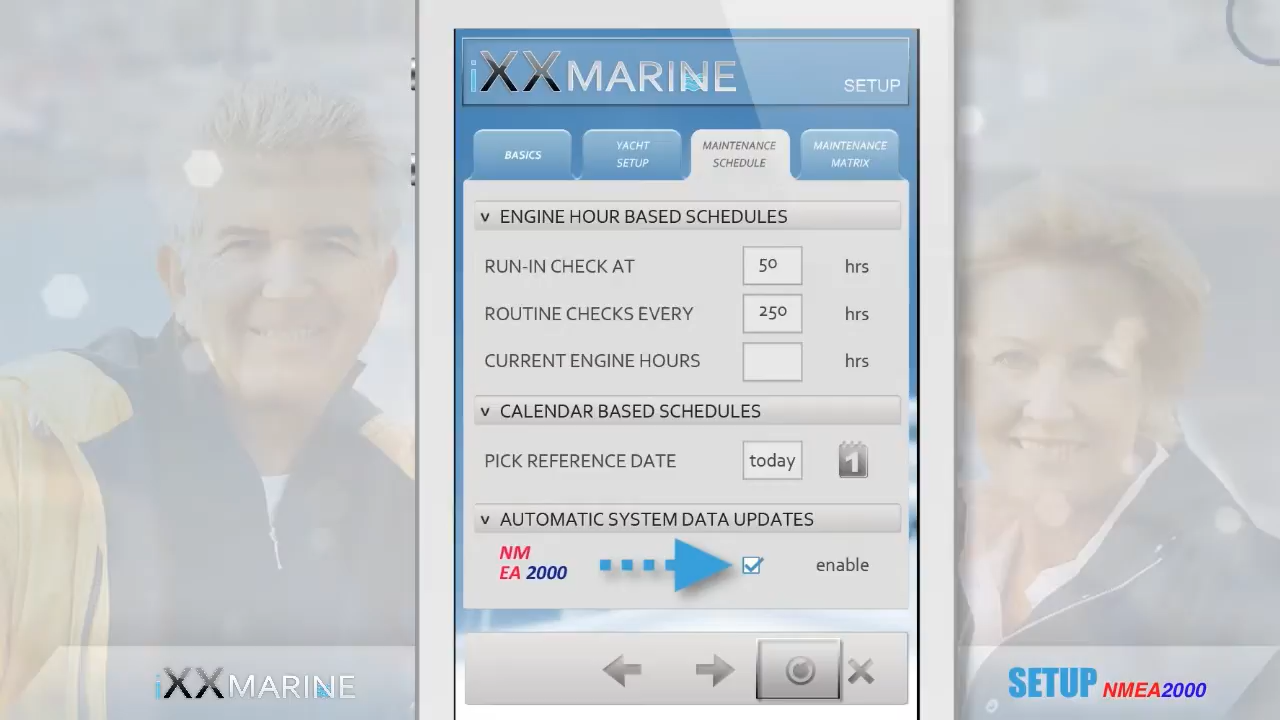 iXXMARINE
SETUP
BASICS
YACHT
SETUP
MAINTENANCE
SCHEDULE
MAINTENANCE
MATRIX
v ENGINE HOUR BASED SCHEDULES
RUN-IN CHECK AT 50 hrs
ROUTINE CHECKS EVERY 250 hrs
CURRENT ENGINE HOURS hrs
v CALENDAR BASED SCHEDULES
PICK REFERENCE DATE today 1
v AUTOMATIC SYSTEM DATA UPDATES
NM
EA 2000 enable
iXXMARINE
SETUP NMEA2000